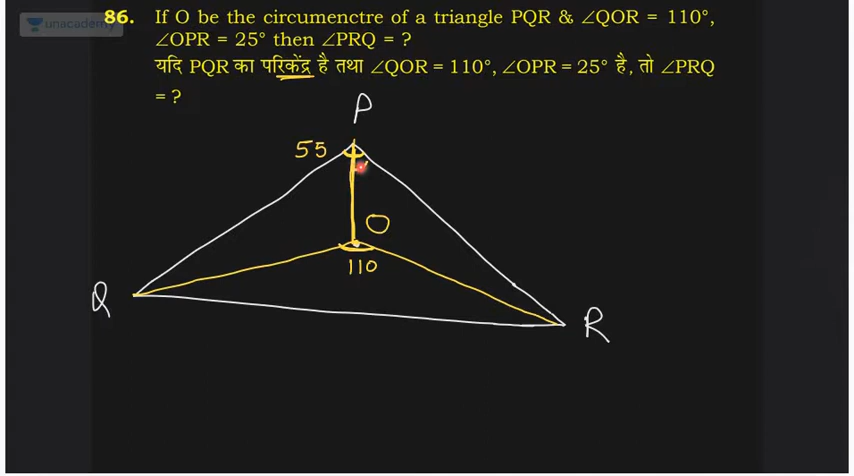 unacademy
86. If O be the circumenctre of a triangle PQR & ∠QOR = 110°,
∠OPR = 25° then ∠PRQ = ?
यदि PQR का परिकेंद्र है तथा ∠QOR = 110°, ∠OPR = 25° है, तो ∠PRQ
= ?
P
55
O
110
Q
R